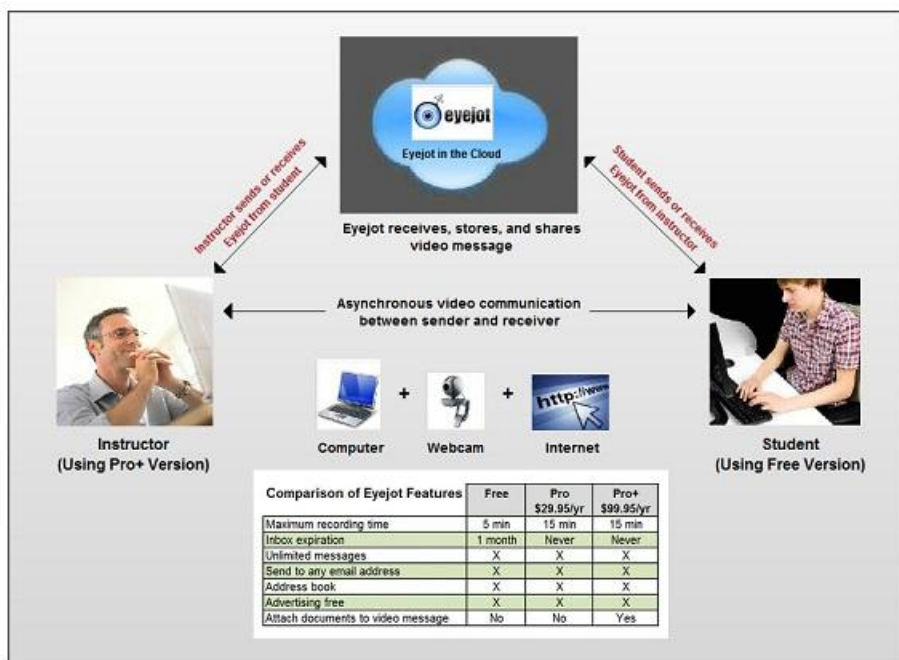 eyejot
Eyejot in the Cloud
Instructor sends or receives
Eyejot from student
Student sends or receives
Eyejot from instructor
Eyejot receives, stores, and shares
video message
Asynchronous video communication
between sender and receiver
http://www
Computer + Webcam + Internet
Instructor
(Using Pro+ Version)
Student
(Using Free Version)
Comparison of Eyejot Features Free Pro Pro+
$29.95/yr $99.95/yr
Maximum recording time 5 min 15 min 15 min
Inbox expiration 1 month Never Never
Unlimited messages X X X
Send to any email address X X X
Address book X X X
Advertising free X X X
Attach documents to video message No No Yes